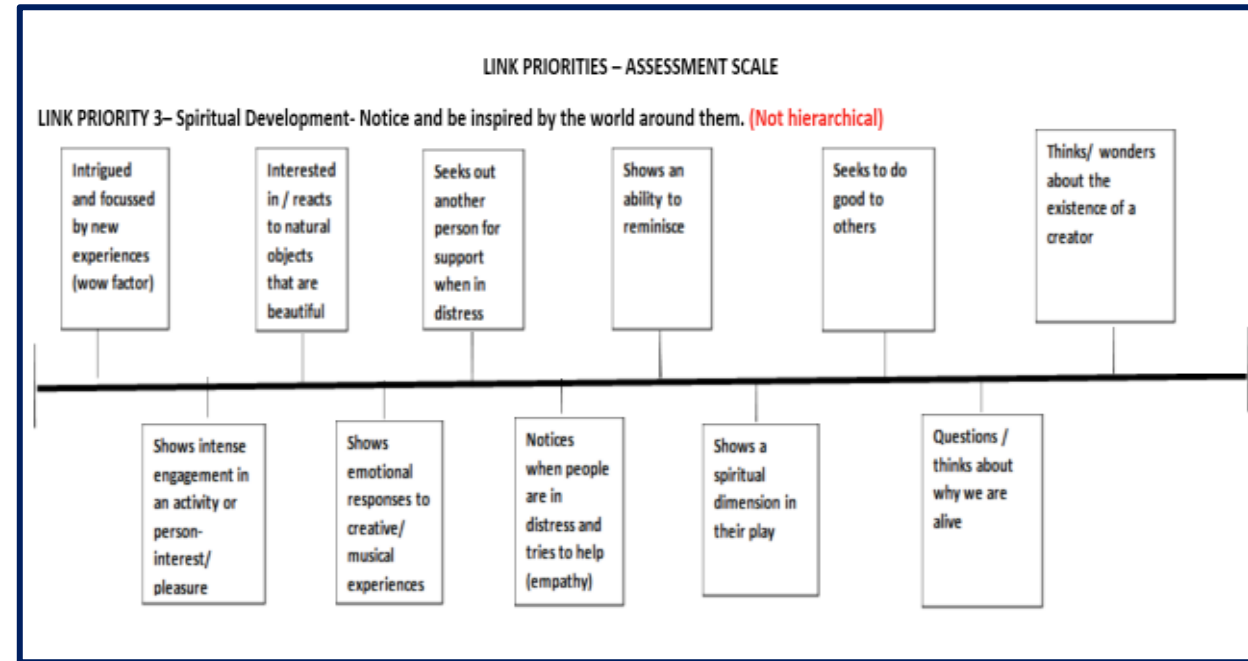 LINK PRIORITIES – ASSESSMENT SCALE
LINK PRIORITY 3– Spiritual Development- Notice and be inspired by the world around them. (Not hierarchical)
Intrigued
and focussed
by new
experiences
(wow factor)
Interested
in / reacts
to natural
objects
that are
beautiful
Seeks out
another
person for
support
when in
distress
Shows an
ability to
reminisce
Seeks to do
good to
others
Thinks/ wonders
about the
existence of a
creator
Shows intense
engagement in
an activity or
person-
interest/
pleasure
Shows
emotional
responses to
creative/
musical
experiences
Notices
when people
are in
distress and
tries to help
(empathy)
Shows a
spiritual
dimension in
their play
Questions /
thinks about
why we are
alive